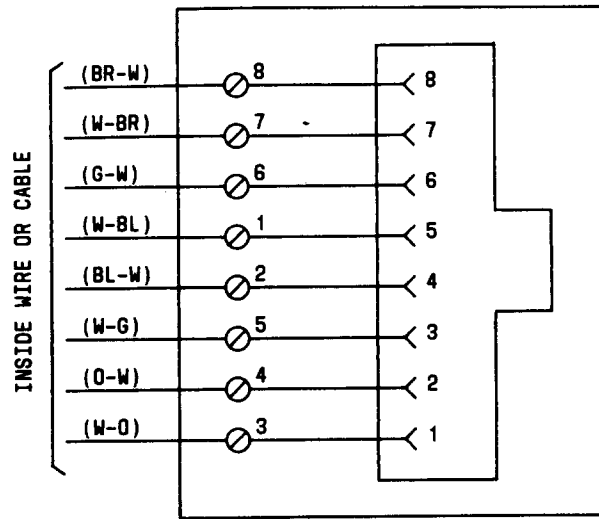 INSIDE WIRE OR CABLE
(BR-W) 8 8
(W-BR) 7 7
(G-W) 6 6
(W-BL) 1 5
(BL-W) 2 4
(W-G) 5 3
(O-W) 4 2
(W-O) 3 1